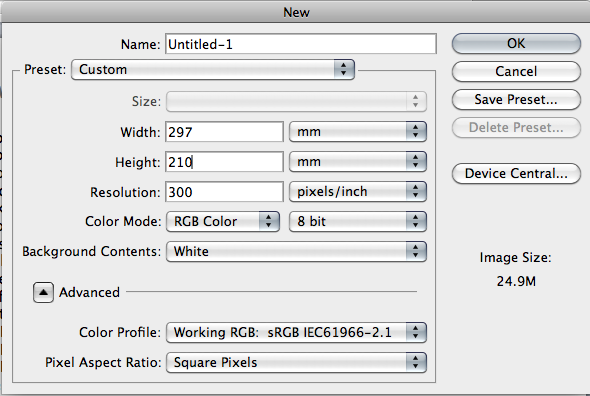 New
Name: Untitled-1
OK
Preset: Custom
Cancel
Size:
Save Preset...
Width: 297 mm
Delete Preset...
Height: 210 mm
Device Central...
Resolution: 300 pixels/inch
Color Mode: RGB Color 8 bit
Background Contents: White
Image Size:
24.9M
Advanced
Color Profile: Working RGB: sRGB IEC61966-2.1
Pixel Aspect Ratio: Square Pixels